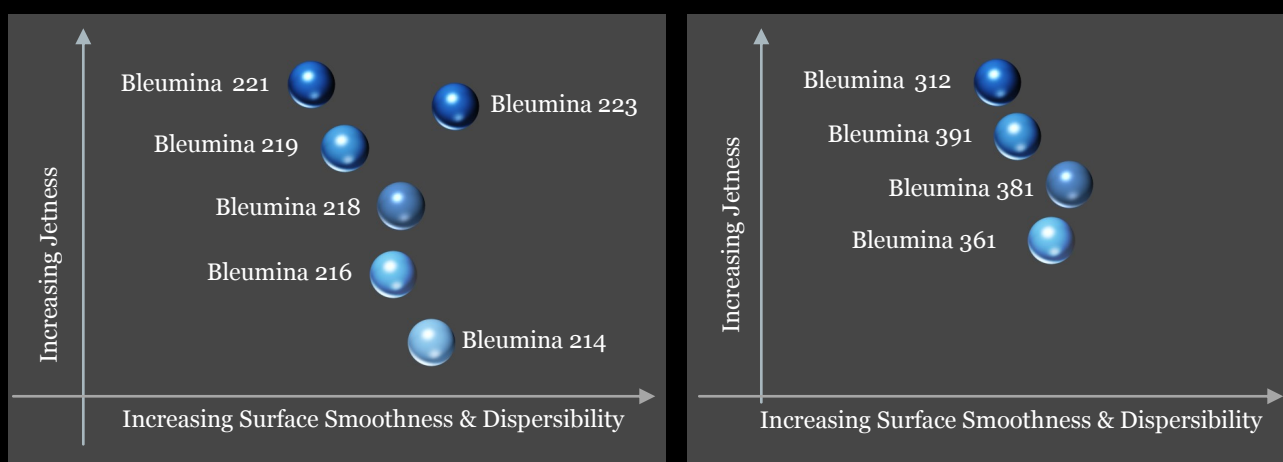 Bleumina 221
Bleumina 223
Bleumina 219
Bleumina 218
Bleumina 216
Bleumina 214
Increasing Jetness
Increasing Surface Smoothness & Dispersibility
Bleumina 312
Bleumina 391
Bleumina 381
Bleumina 361
Increasing Jetness
Increasing Surface Smoothness & Dispersibility